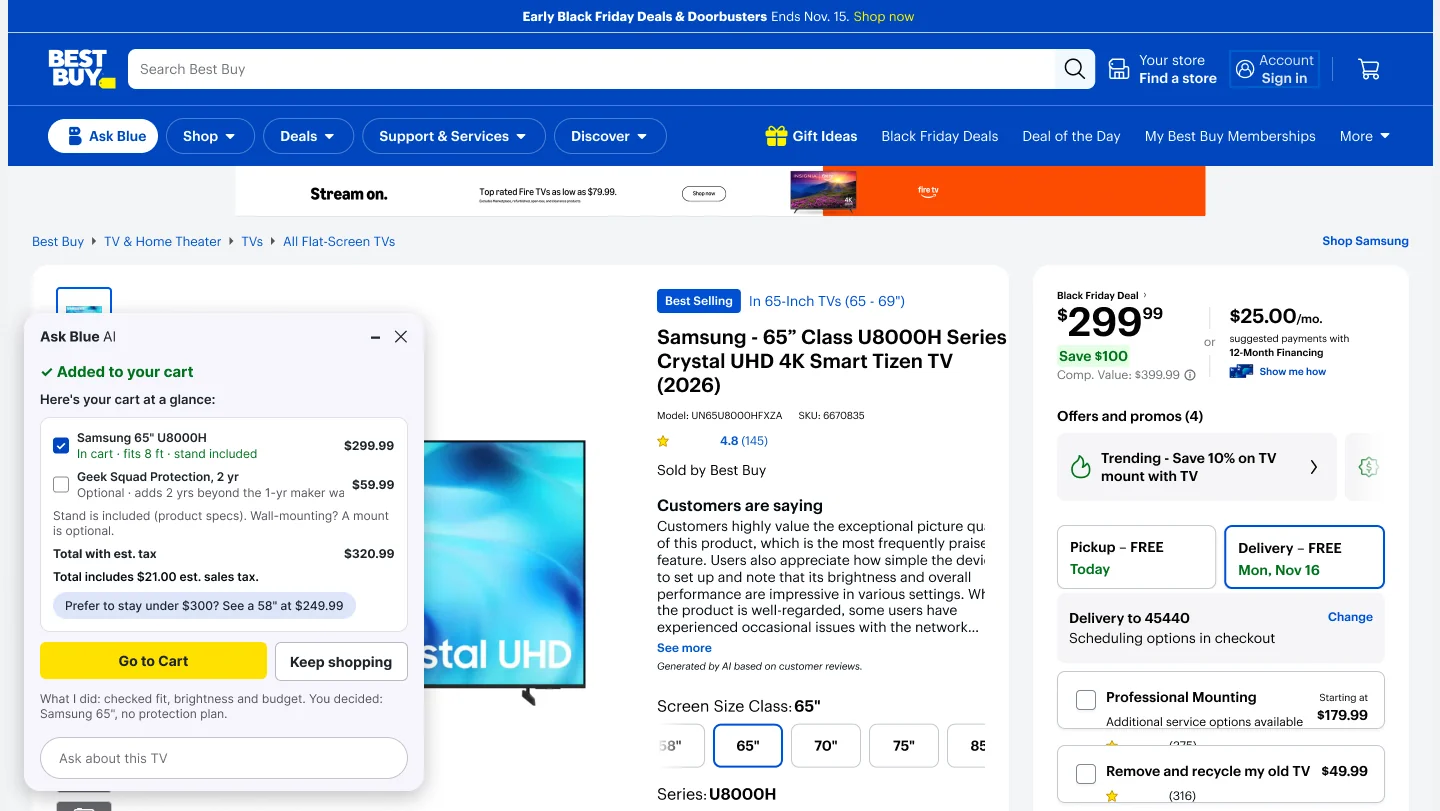 Early Black Friday Deals & Doorbusters Ends Nov. 15. Shop now
BEST BUY
Search Best Buy
Your store
Find a store
Account
Sign in
Ask Blue
Shop
Deals
Support & Services
Discover
Gift Ideas
Black Friday Deals
Deal of the Day
My Best Buy Memberships
More
Stream on.
Top rated Fire TVs as low as $79.99.
Shop now
INSIGNIA
4K
fire tv
Best Buy
TV & Home Theater
TVs
All Flat-Screen TVs
Shop Samsung
Ask Blue AI
Added to your cart
Here's your cart at a glance:
Samsung 65" U8000H
In cart · fits 8 ft · stand included
$299.99
Geek Squad Protection, 2 yr
Optional · adds 2 yrs beyond the 1-yr maker wa
$59.99
Stand is included (product specs). Wall-mounting? A mount
is optional.
Total with est. tax
$320.99
Total includes $21.00 est. sales tax.
Prefer to stay under $300? See a 58" at $249.99
Go to Cart
Keep shopping
What I did: checked fit, brightness and budget. You decided:
Samsung 65", no protection plan.
Ask about this TV
stal UHD
Best Selling
In 65-Inch TVs (65 - 69")
Samsung - 65” Class U8000H Series
Crystal UHD 4K Smart Tizen TV
(2026)
Model: UN65U8000HFXZA
SKU: 6670835
4.8 (145)
Sold by Best Buy
Customers are saying
Customers highly value the exceptional picture qu
of this product, which is the most frequently praise
feature. Users also appreciate how simple the devi
to set up and note that its brightness and overall
performance are impressive in various settings. Wh
the product is well-regarded, some users have
experienced occasional issues with the network...
See more
Generated by AI based on customer reviews.
Screen Size Class: 65"
58"
65"
70"
75"
85
Series: U8000H
Black Friday Deal
$299.99
Save $100
Comp. Value: $399.99
or
$25.00/mo.
suggested payments with
12-Month Financing
Show me how
Offers and promos (4)
Trending - Save 10% on TV
mount with TV
Pickup – FREE
Today
Delivery – FREE
Mon, Nov 16
Delivery to 45440
Change
Scheduling options in checkout
Professional Mounting
Starting at
$179.99
Additional service options available
(375)
Remove and recycle my old TV
$49.99
(316)